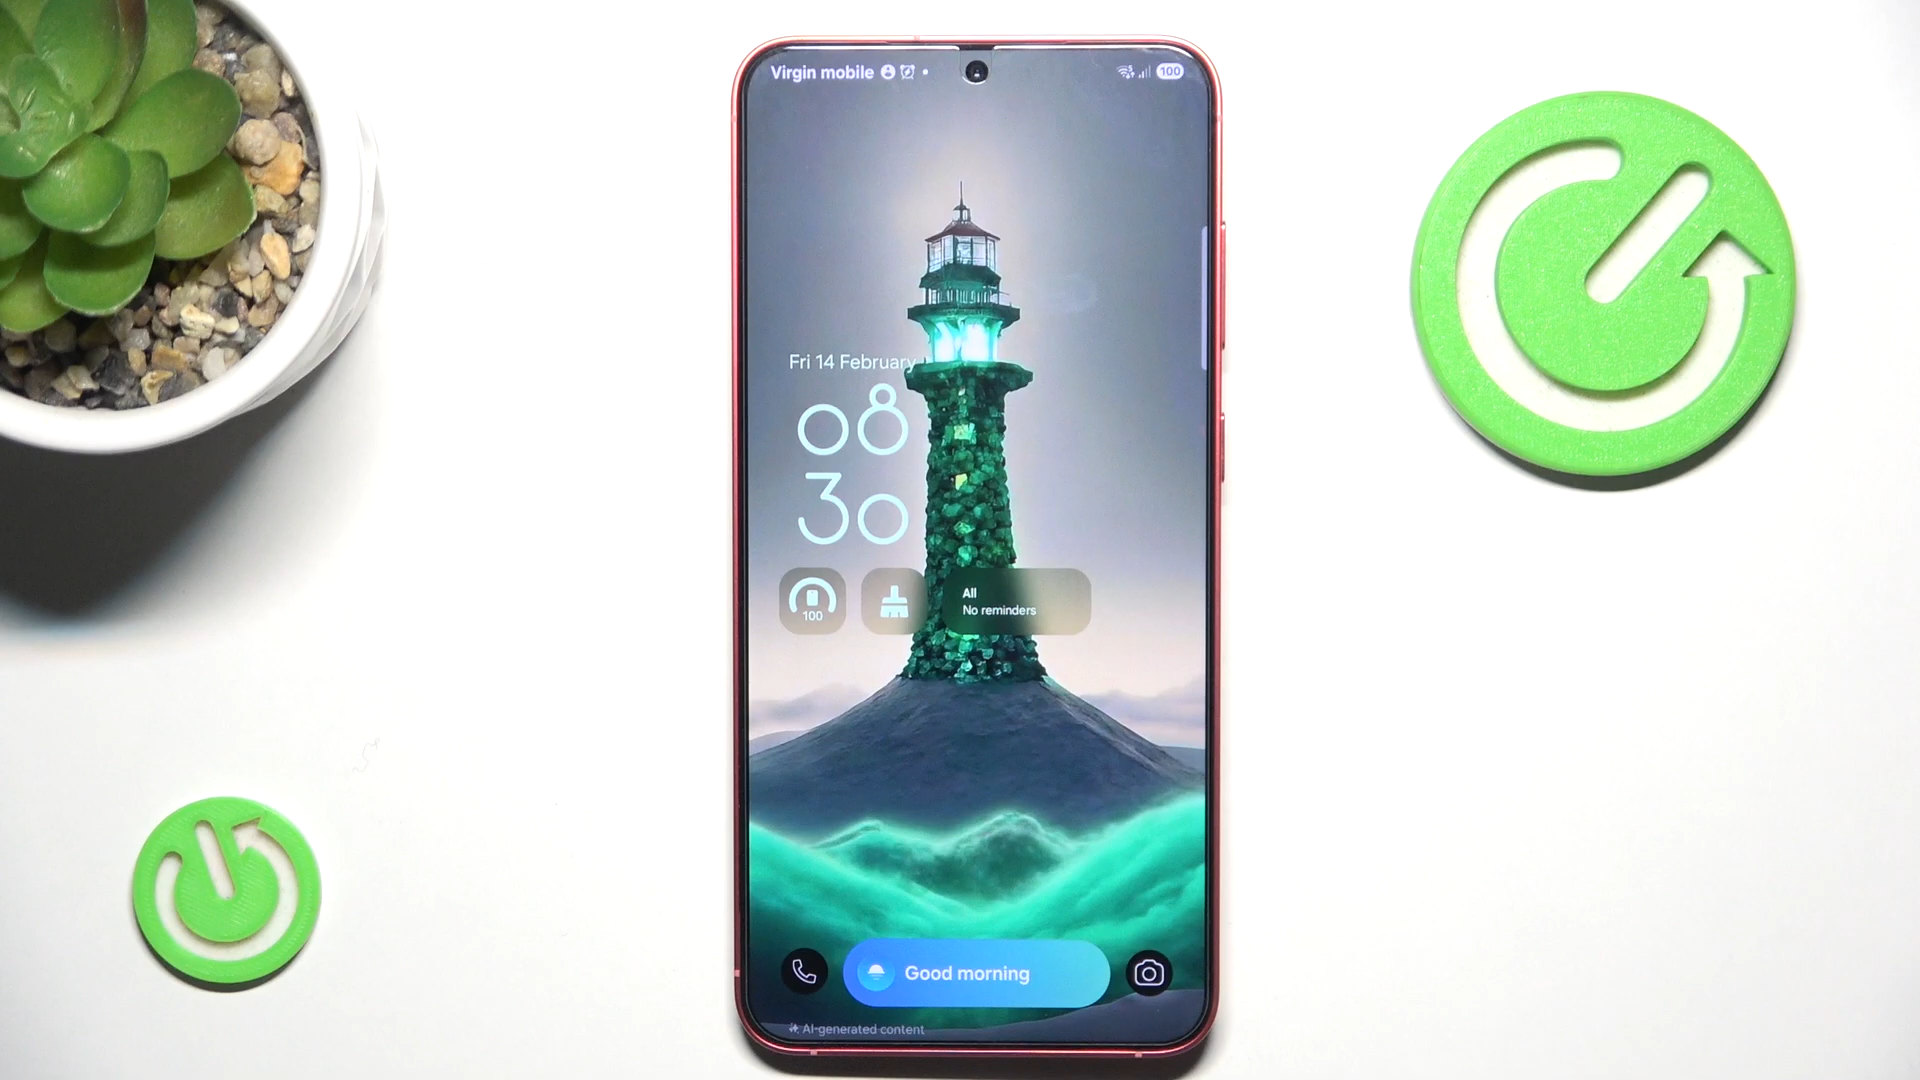 Virgin mobile
100
Fri 14 February
08
30
100
All
No reminders
Good morning
AI-generated content